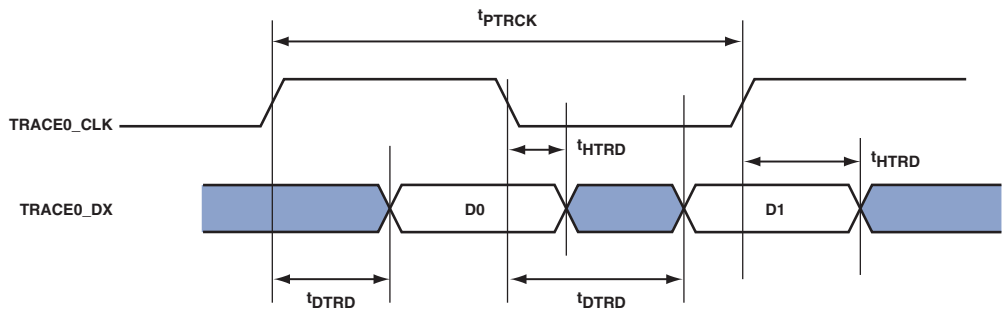 tPTRCK
TRACE0_CLK
tHTRD
tHTRD
TRACE0_DX
D0
D1
tDTRD
tDTRD